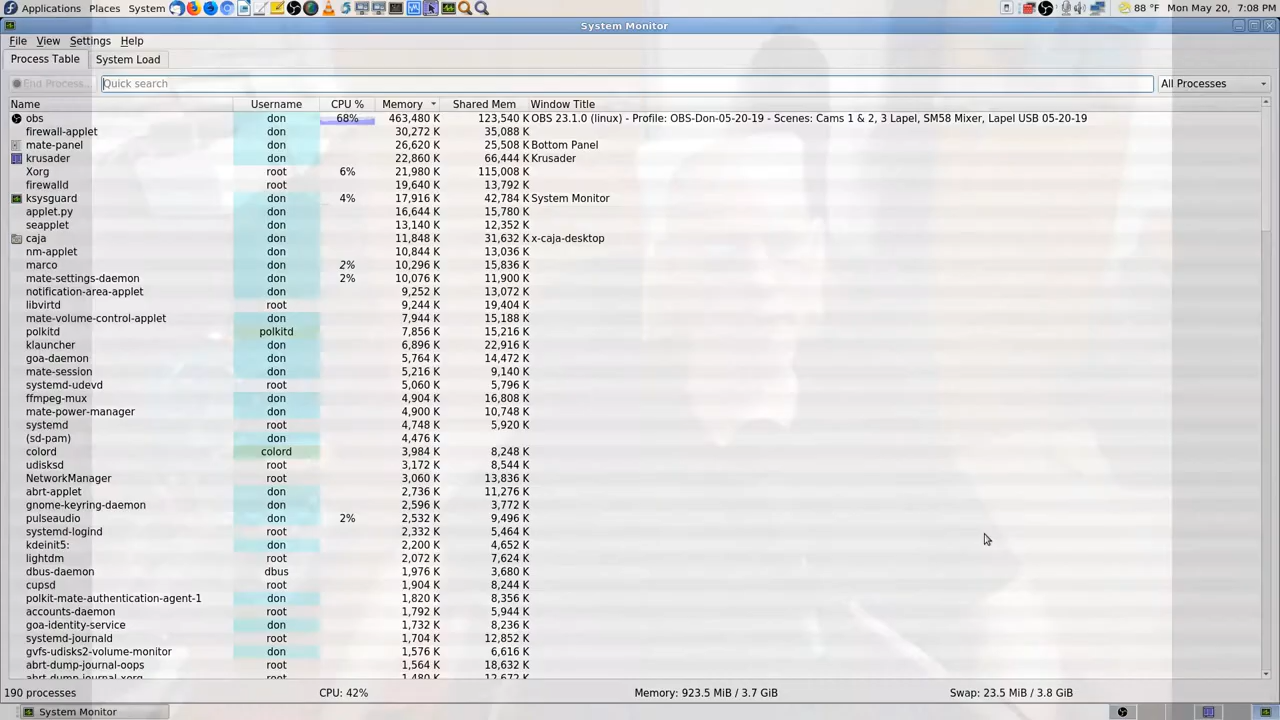 Applications Places System 88 °F Mon May 20, 7:08 PM
System Monitor
File View Settings Help
Process Table System Load
End Process... Quick search All Processes
Name Username CPU % Memory Shared Mem Window Title
obs don 68% 463,480 K 123,540 K OBS 23.1.0 (linux) - Profile: OBS-Don-05-20-19 - Scenes: Cams 1 & 2, 3 Lapel, SM58 Mixer, Lapel USB 05-20-19
firewall-applet don 30,272 K 35,088 K
mate-panel don 26,620 K 25,508 K Bottom Panel
krusader don 22,860 K 66,444 K Krusader
Xorg root 6% 21,980 K 115,008 K
firewalld root 19,640 K 13,792 K
ksysguard don 4% 17,916 K 42,784 K System Monitor
applet.py don 16,644 K 15,780 K
seapplet don 13,140 K 12,352 K
caja don 11,848 K 31,632 K x-caja-desktop
nm-applet don 10,844 K 13,036 K
marco don 2% 10,296 K 15,836 K
mate-settings-daemon don 2% 10,076 K 11,900 K
notification-area-applet don 9,252 K 13,072 K
libvirtd root 9,244 K 19,404 K
mate-volume-control-applet don 7,944 K 15,188 K
polkitd polkitd 7,856 K 15,216 K
klauncher don 6,896 K 22,916 K
goa-daemon don 5,764 K 14,472 K
mate-session don 5,216 K 9,140 K
systemd-udevd root 5,060 K 5,796 K
ffmpeg-mux don 4,904 K 16,808 K
mate-power-manager don 4,900 K 10,748 K
systemd root 4,748 K 5,920 K
(sd-pam) don 4,476 K
colord colord 3,984 K 8,248 K
udisksd root 3,172 K 8,544 K
NetworkManager root 3,060 K 13,836 K
abrt-applet don 2,736 K 11,276 K
gnome-keyring-daemon don 2,596 K 3,772 K
pulseaudio don 2% 2,532 K 9,496 K
systemd-logind root 2,332 K 5,464 K
kdeinit5: don 2,200 K 4,652 K
lightdm root 2,072 K 7,624 K
dbus-daemon dbus 1,976 K 3,680 K
cupsd root 1,904 K 8,244 K
polkit-mate-authentication-agent-1 don 1,820 K 8,356 K
accounts-daemon root 1,792 K 5,944 K
goa-identity-service don 1,732 K 8,236 K
systemd-journald root 1,704 K 12,852 K
gvfs-udisks2-volume-monitor don 1,576 K 6,616 K
abrt-dump-journal-oops root 1,564 K 18,632 K
abrt-dump-journal-xorg root 1,480 K 12,672 K
190 processes CPU: 42% Memory: 923.5 MiB / 3.7 GiB Swap: 23.5 MiB / 3.8 GiB
System Monitor